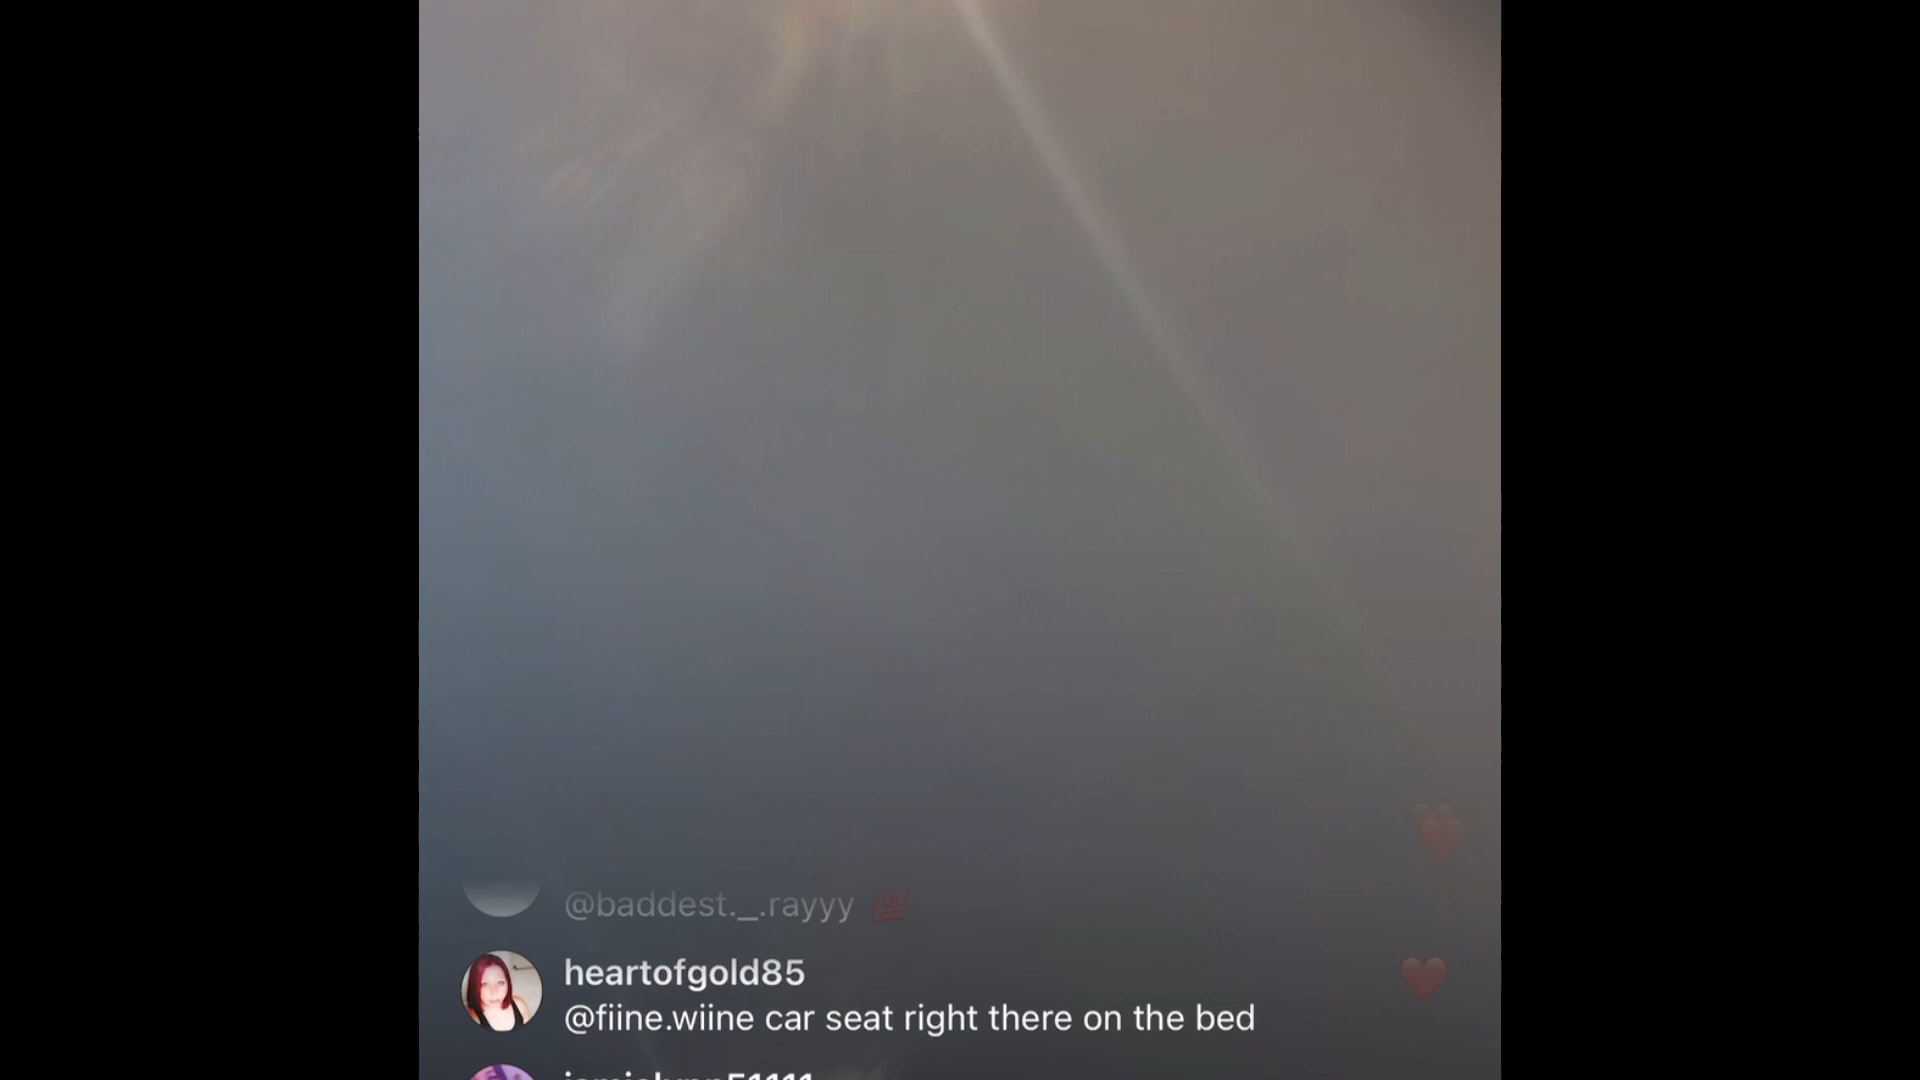 @baddest._.rayyy 💯
heartofgold85
@fiine.wiine car seat right there on the bed